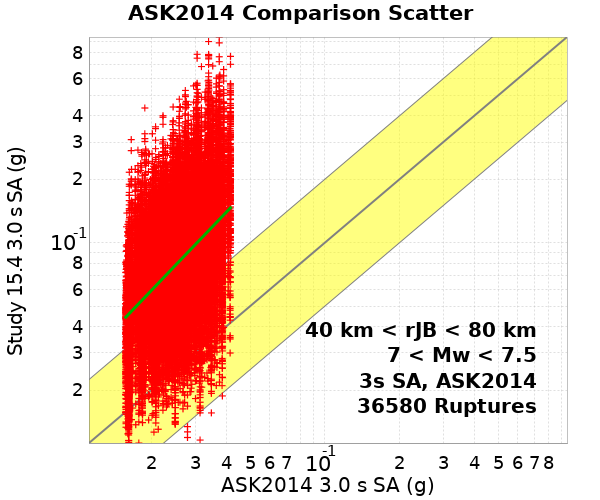 ASK2014 Comparison Scatter
Study 15.4 3.0 s SA (g)
8
6
4
3
2
10-1
8
6
4
3
2
40 km < rJB < 80 km
7 < Mw < 7.5
3s SA, ASK2014
36580 Ruptures
2 3 4 5 6 7 10-1 2 3 4 5 6 7 8
ASK2014 3.0 s SA (g)